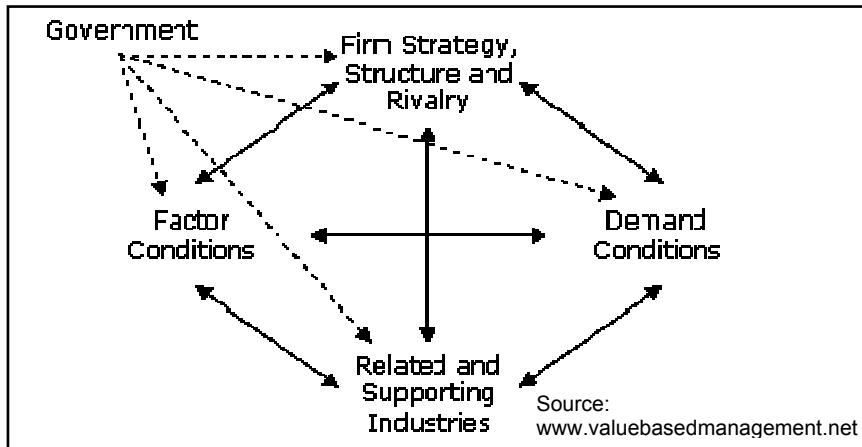 Government
Firm Strategy,
Structure and
Rivalry
Factor
Conditions
Demand
Conditions
Related and
Supporting
Industries
Source:
www.valuebasedmanagement.net